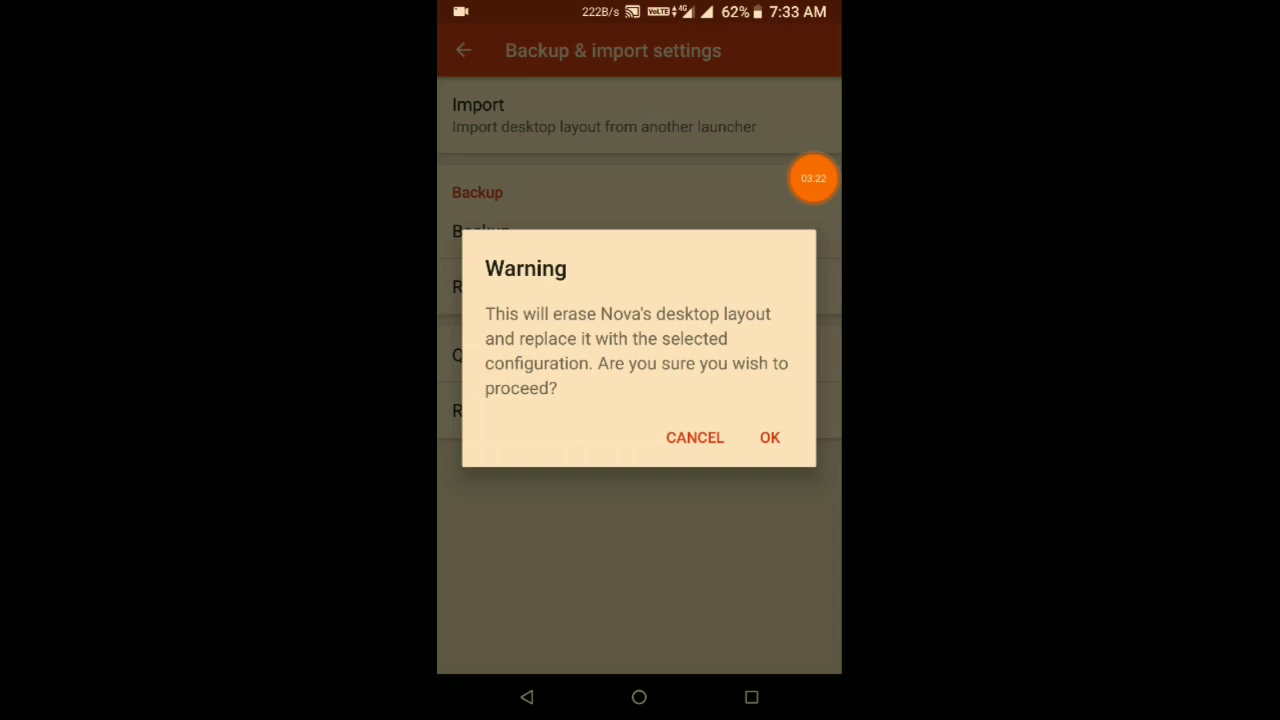 222B/s VoLTE 4G 62% 7:33 AM
Backup & import settings
Import
Import desktop layout from another launcher
03:22
Backup
Warning
This will erase Nova's desktop layout
and replace it with the selected
configuration. Are you sure you wish to
proceed?
CANCEL OK